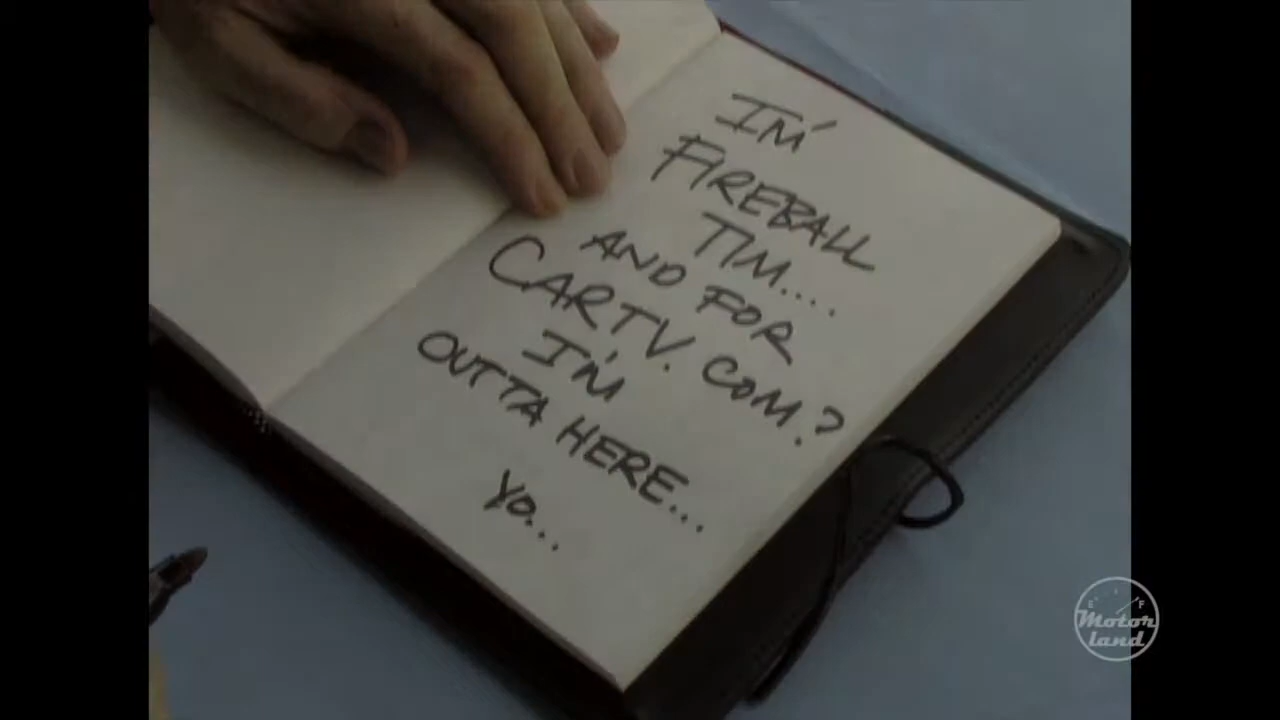 I'M
FIREBALL
TIM....
AND FOR
CARTV.COM?
I'M
OUTTA HERE...
YO...
E F
Motor
land